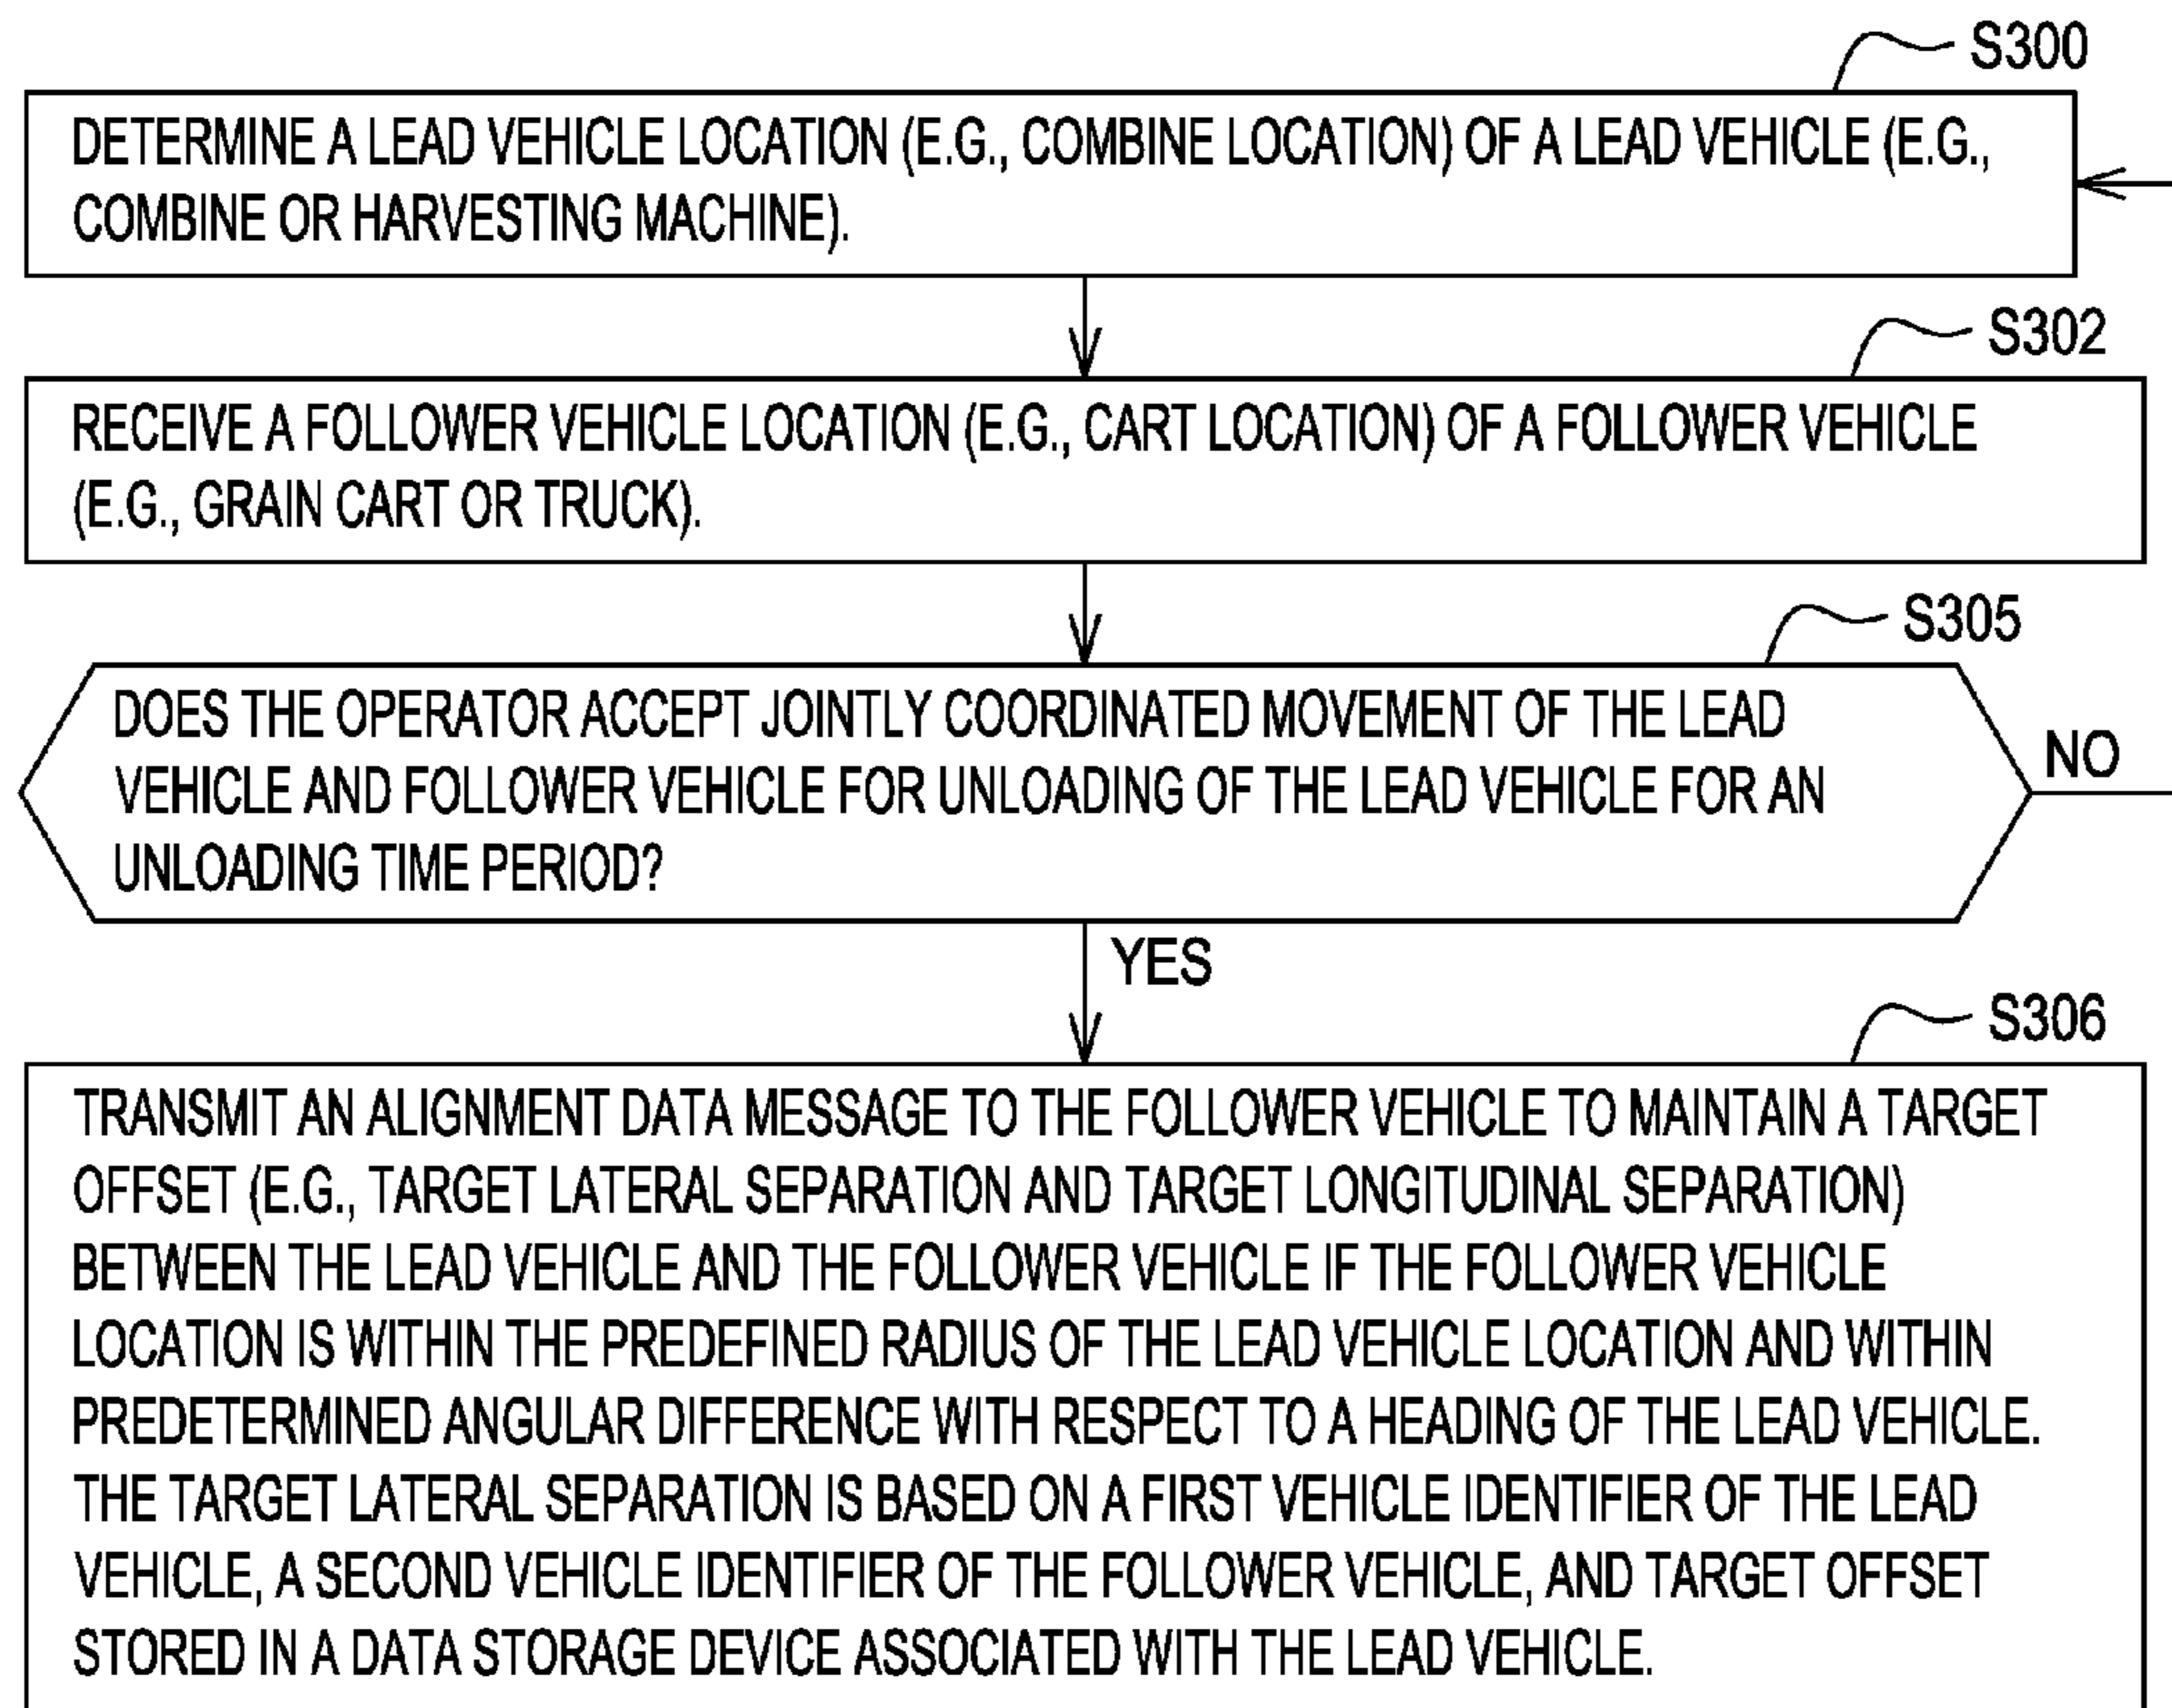 S300
DETERMINE A LEAD VEHICLE LOCATION (E.G., COMBINE LOCATION) OF A LEAD VEHICLE (E.G.,
COMBINE OR HARVESTING MACHINE).
S302
RECEIVE A FOLLOWER VEHICLE LOCATION (E.G., CART LOCATION) OF A FOLLOWER VEHICLE
(E.G., GRAIN CART OR TRUCK).
S305
DOES THE OPERATOR ACCEPT JOINTLY COORDINATED MOVEMENT OF THE LEAD
VEHICLE AND FOLLOWER VEHICLE FOR UNLOADING OF THE LEAD VEHICLE FOR AN
UNLOADING TIME PERIOD?
NO
YES
S306
TRANSMIT AN ALIGNMENT DATA MESSAGE TO THE FOLLOWER VEHICLE TO MAINTAIN A TARGET
OFFSET (E.G., TARGET LATERAL SEPARATION AND TARGET LONGITUDINAL SEPARATION)
BETWEEN THE LEAD VEHICLE AND THE FOLLOWER VEHICLE IF THE FOLLOWER VEHICLE
LOCATION IS WITHIN THE PREDEFINED RADIUS OF THE LEAD VEHICLE LOCATION AND WITHIN
PREDETERMINED ANGULAR DIFFERENCE WITH RESPECT TO A HEADING OF THE LEAD VEHICLE.
THE TARGET LATERAL SEPARATION IS BASED ON A FIRST VEHICLE IDENTIFIER OF THE LEAD
VEHICLE, A SECOND VEHICLE IDENTIFIER OF THE FOLLOWER VEHICLE, AND TARGET OFFSET
STORED IN A DATA STORAGE DEVICE ASSOCIATED WITH THE LEAD VEHICLE.